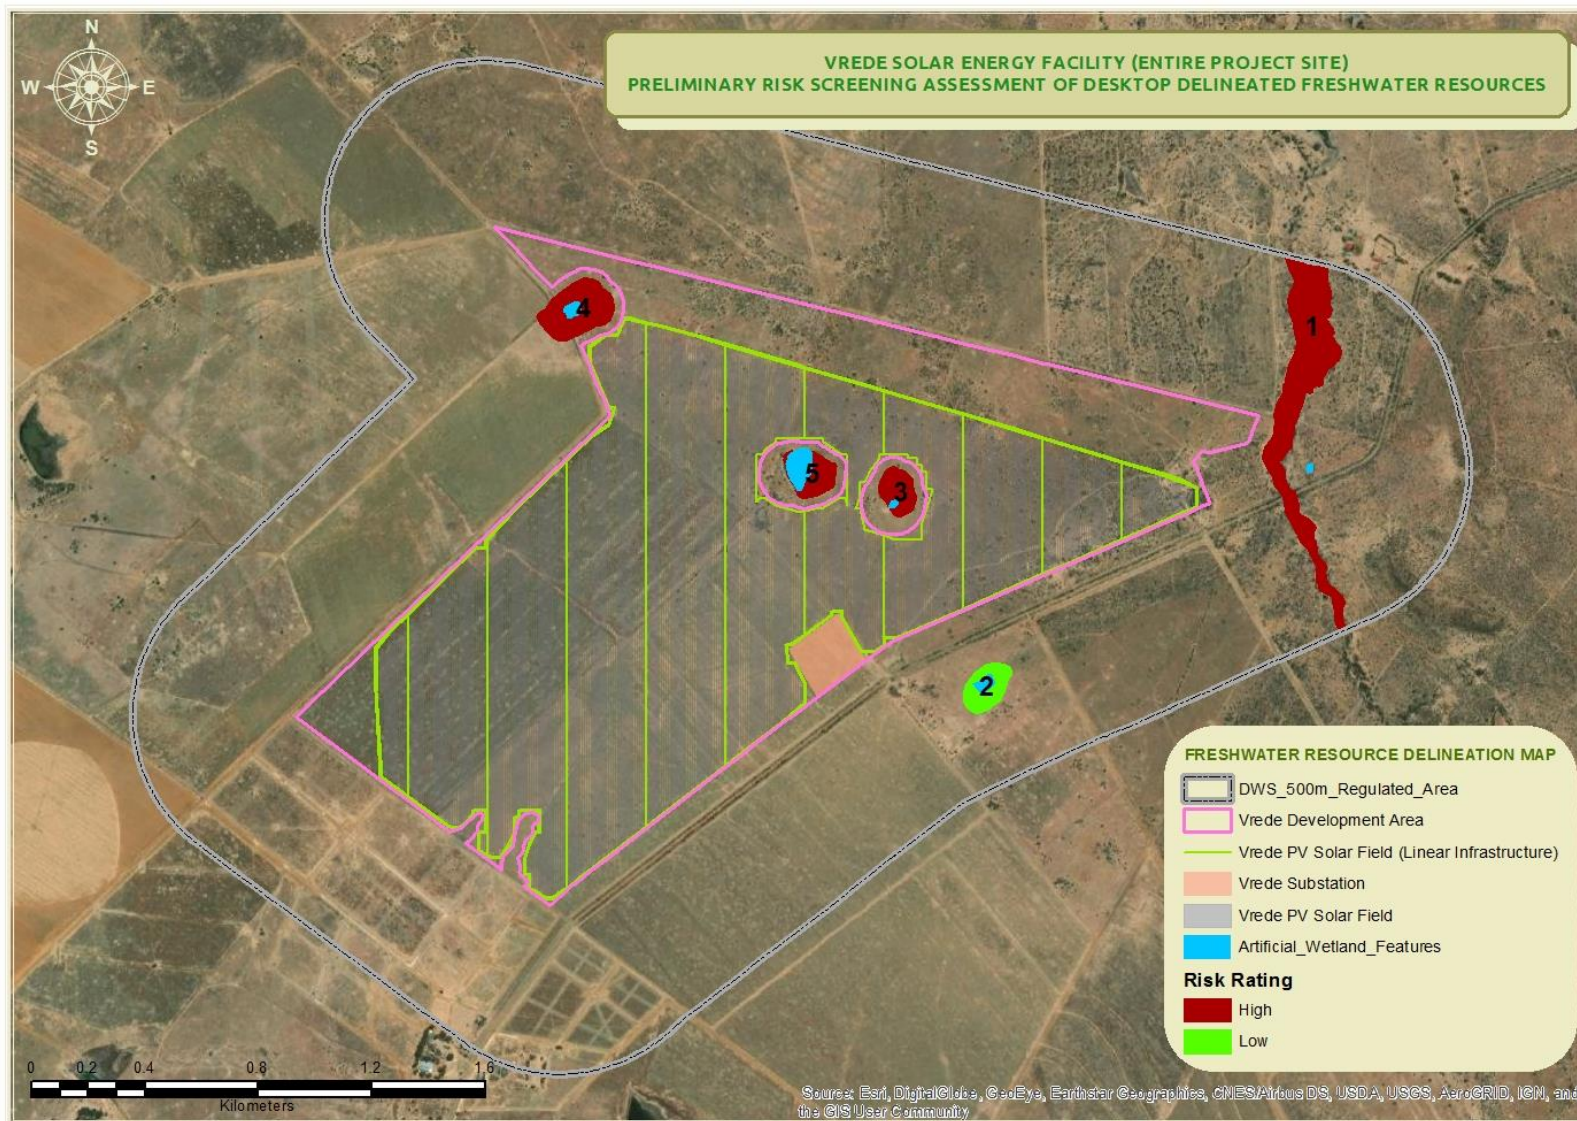 VREDE SOLAR ENERGY FACILITY (ENTIRE PROJECT SITE)
PRELIMINARY RISK SCREENING ASSESSMENT OF DESKTOP DELINEATED FRESHWATER RESOURCES
N
W E
S
4
1
5
3
2
FRESHWATER RESOURCE DELINEATION MAP
DWS_500m_Regulated_Area
Vrede Development Area
Vrede PV Solar Field (Linear Infrastructure)
Vrede Substation
Vrede PV Solar Field
Artificial_Wetland_Features
Risk Rating
High
Low
0 0.2 0.4 0.8 1.2 1.6
Kilometers
Source: Esri, DigitalGlobe, GeoEye, Earthstar Geographics, CNES/Airbus DS, USDA, USGS, AeroGRID, IGN, and
the GIS User Community